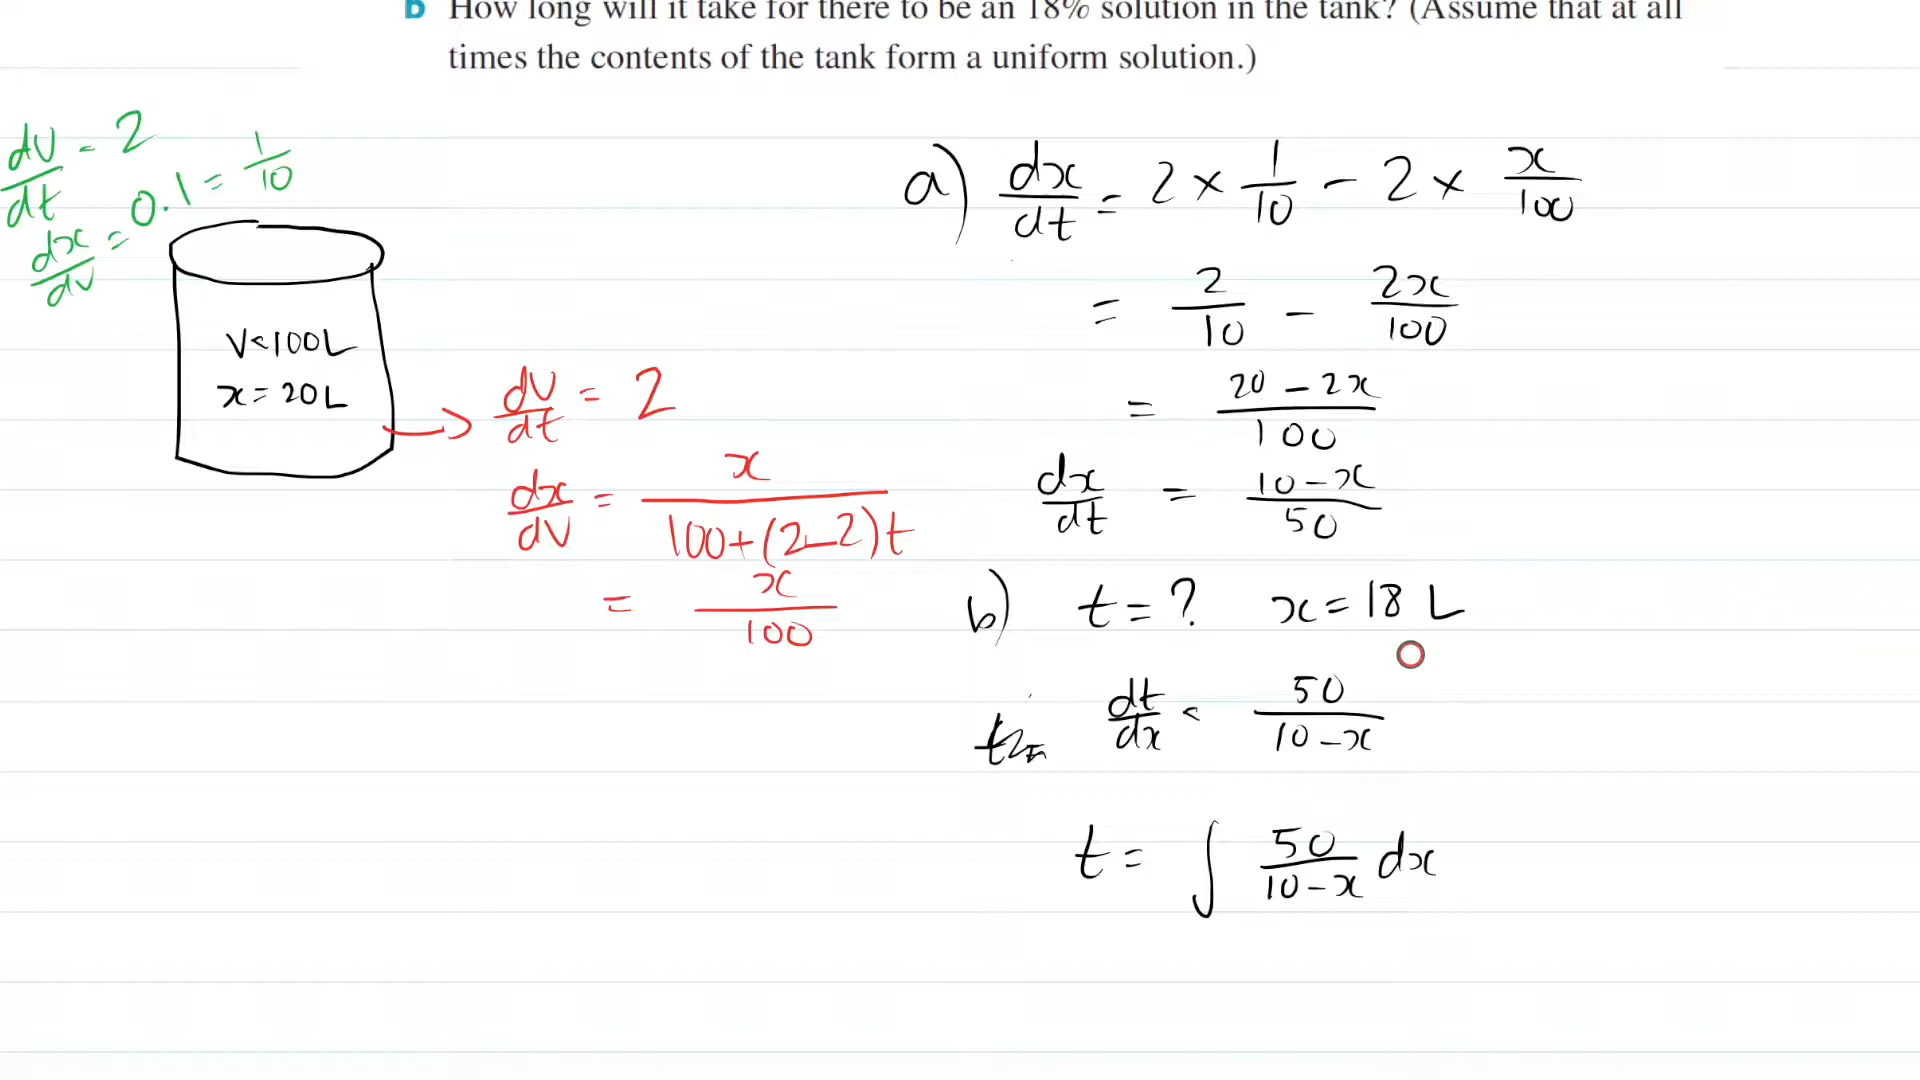 b How long will it take for there to be an 18% solution in the tank? (Assume that at all
times the contents of the tank form a uniform solution.)
dV/dt = 2
dx/dV = 0.1 = 1/10
V = 100L
x = 20L
→ dV/dt = 2
dx/dV = x/(100+(2-2)t)
= x/100
a) dx/dt = 2 × 1/10 - 2 × x/100
= 2/10 - 2x/100
= (20 - 2x)/100
dx/dt = (10-x)/50
b) t = ? x = 18 L
dt/dx = 50/(10-x)
t = ∫ 50/(10-x) dx